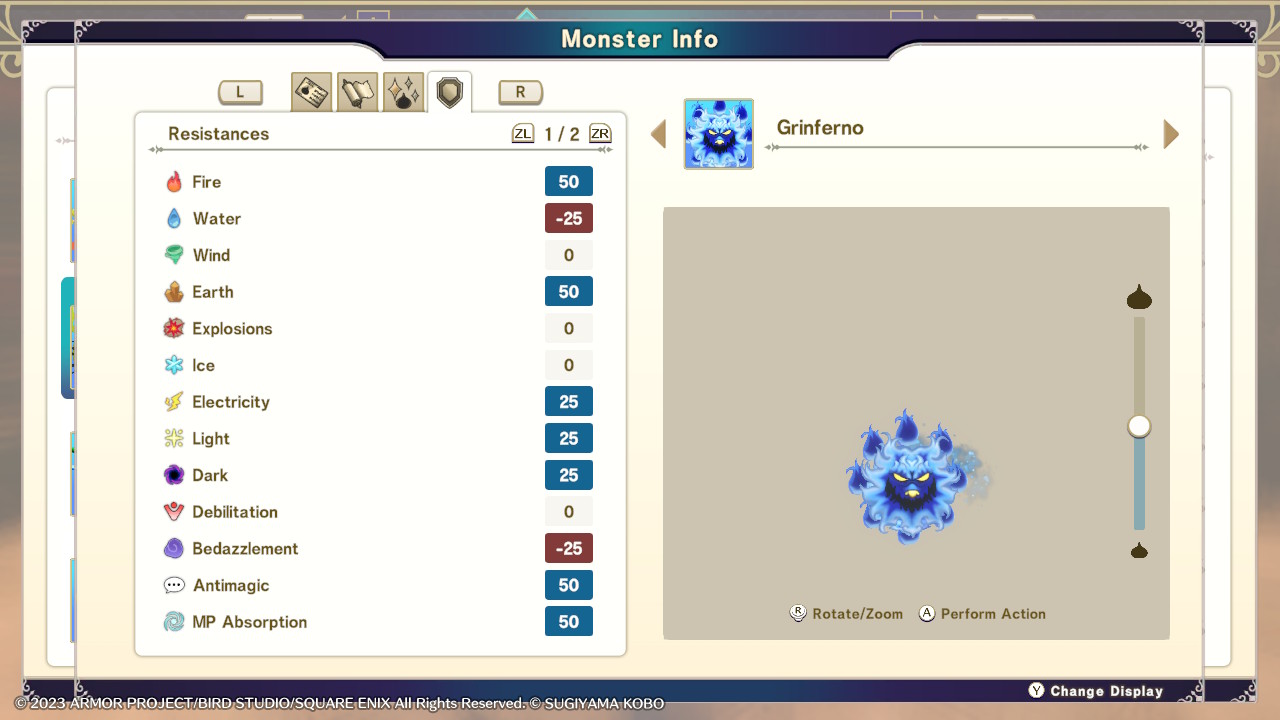 Monster Info
L R
Resistances ZL 1 / 2 ZR
Grinferno
Fire 50
Water -25
Wind 0
Earth 50
Explosions 0
Ice 0
Electricity 25
Light 25
Dark 25
Debilitation 0
Bedazzlement -25
Antimagic 50
MP Absorption 50
R Rotate/Zoom A Perform Action
Y Change Display
© 2023 ARMOR PROJECT/BIRD STUDIO/SQUARE ENIX All Rights Reserved. © SUGIYAMA KOBO